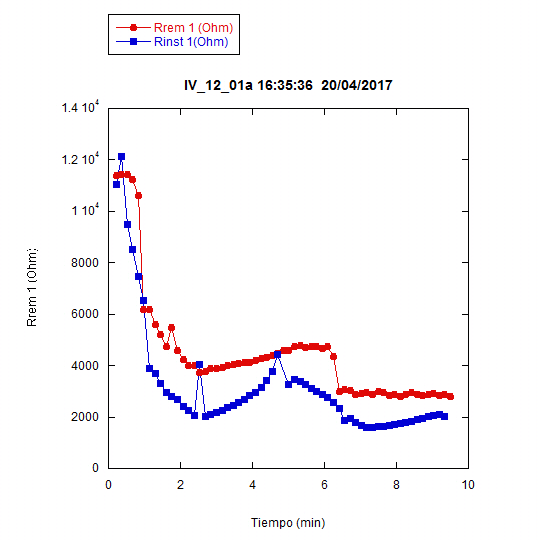 Rrem 1 (Ohm)
Rinst 1(Ohm)
IV_12_01a 16:35:36  20/04/2017
1.4 10⁴
1.2 10⁴
1 10⁴
8000
6000
4000
2000
0
Rrem 1 (Ohm)
0 2 4 6 8 10
Tiempo (min)